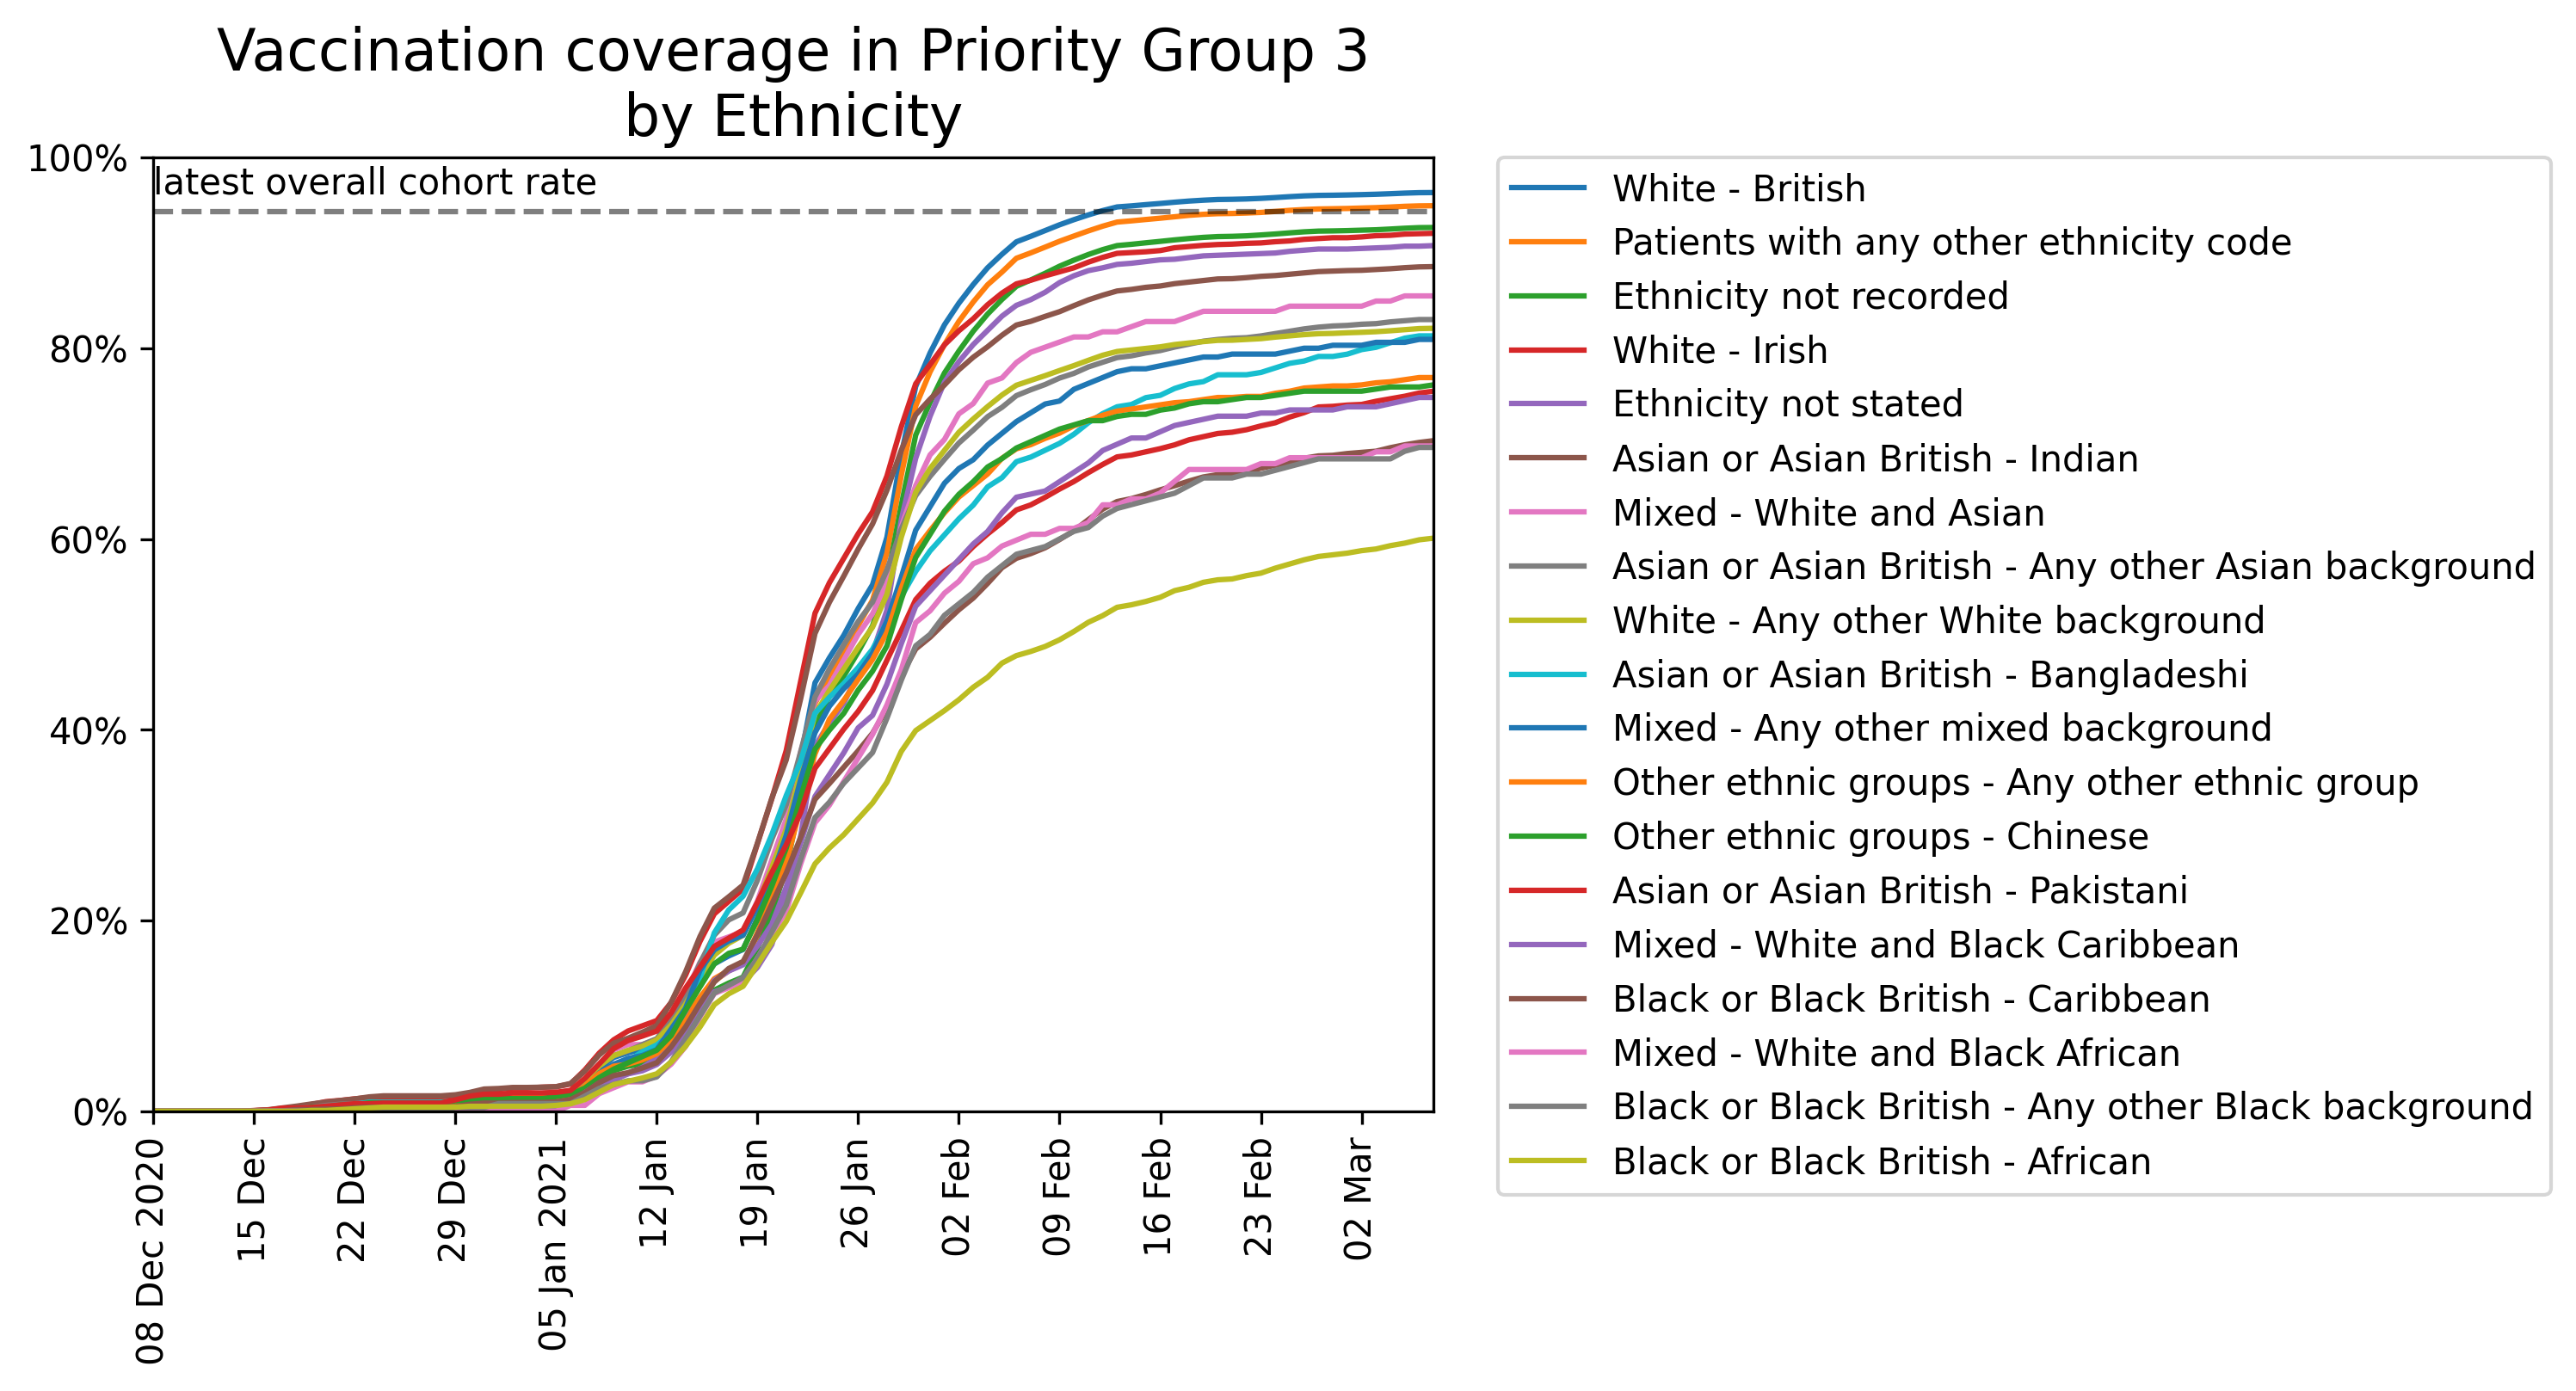 Vaccination coverage in Priority Group 3
by Ethnicity
100%
80%
60%
40%
20%
0%
latest overall cohort rate
08 Dec 2020
15 Dec
22 Dec
29 Dec
05 Jan 2021
12 Jan
19 Jan
26 Jan
02 Feb
09 Feb
16 Feb
23 Feb
02 Mar
White - British
Patients with any other ethnicity code
Ethnicity not recorded
White - Irish
Ethnicity not stated
Asian or Asian British - Indian
Mixed - White and Asian
Asian or Asian British - Any other Asian background
White - Any other White background
Asian or Asian British - Bangladeshi
Mixed - Any other mixed background
Other ethnic groups - Any other ethnic group
Other ethnic groups - Chinese
Asian or Asian British - Pakistani
Mixed - White and Black Caribbean
Black or Black British - Caribbean
Mixed - White and Black African
Black or Black British - Any other Black background
Black or Black British - African